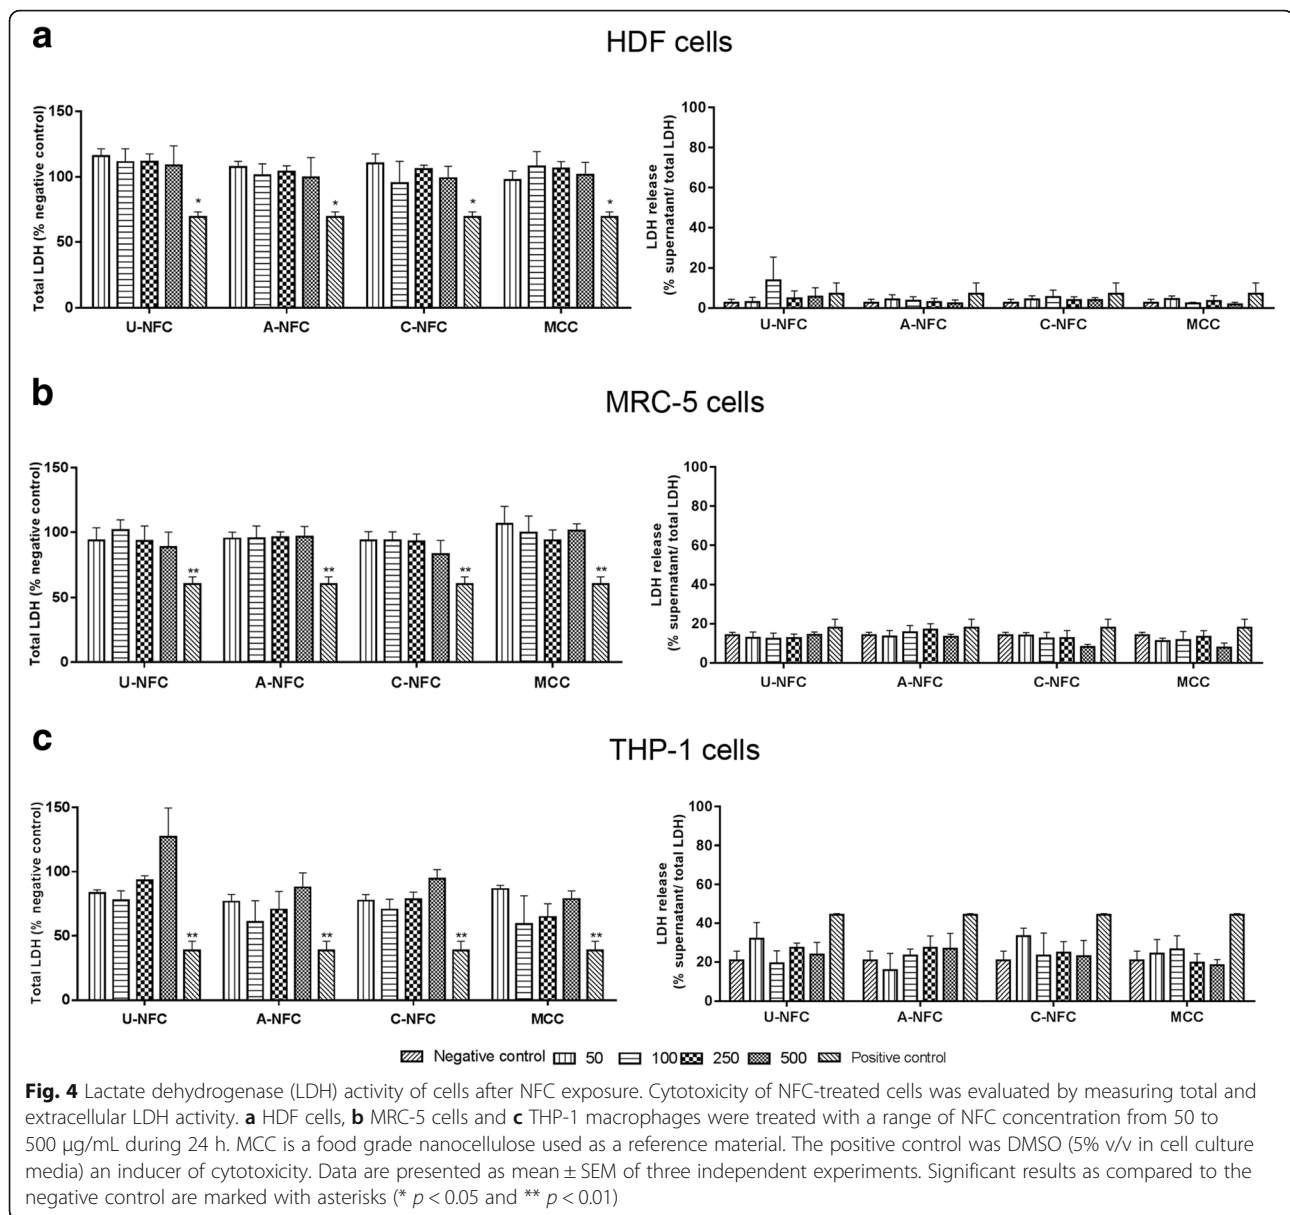 a
HDF cells
Total LDH (% negative control)
150
100
50
0
* * * *
U-NFC A-NFC C-NFC MCC
LDH release
(% supernatant/ total LDH)
100
80
60
40
20
0
U-NFC A-NFC C-NFC MCC
b
MRC-5 cells
Total LDH (% negative control)
150
100
50
0
** ** ** **
U-NFC A-NFC C-NFC MCC
LDH release
(% supernatant/ total LDH)
100
80
60
40
20
0
U-NFC A-NFC C-NFC MCC
c
THP-1 cells
Total LDH (% negative control)
150
100
50
0
** ** ** **
U-NFC A-NFC C-NFC MCC
LDH release
(% supernatant/ total LDH)
100
80
60
40
20
0
U-NFC A-NFC C-NFC MCC
Negative control 50 100 250 500 Positive control
Fig. 4 Lactate dehydrogenase (LDH) activity of cells after NFC exposure. Cytotoxicity of NFC-treated cells was evaluated by measuring total and
extracellular LDH activity. a HDF cells, b MRC-5 cells and c THP-1 macrophages were treated with a range of NFC concentration from 50 to
500 μg/mL during 24 h. MCC is a food grade nanocellulose used as a reference material. The positive control was DMSO (5% v/v in cell culture
media) an inducer of cytotoxicity. Data are presented as mean ± SEM of three independent experiments. Significant results as compared to the
negative control are marked with asterisks (* p < 0.05 and ** p < 0.01)